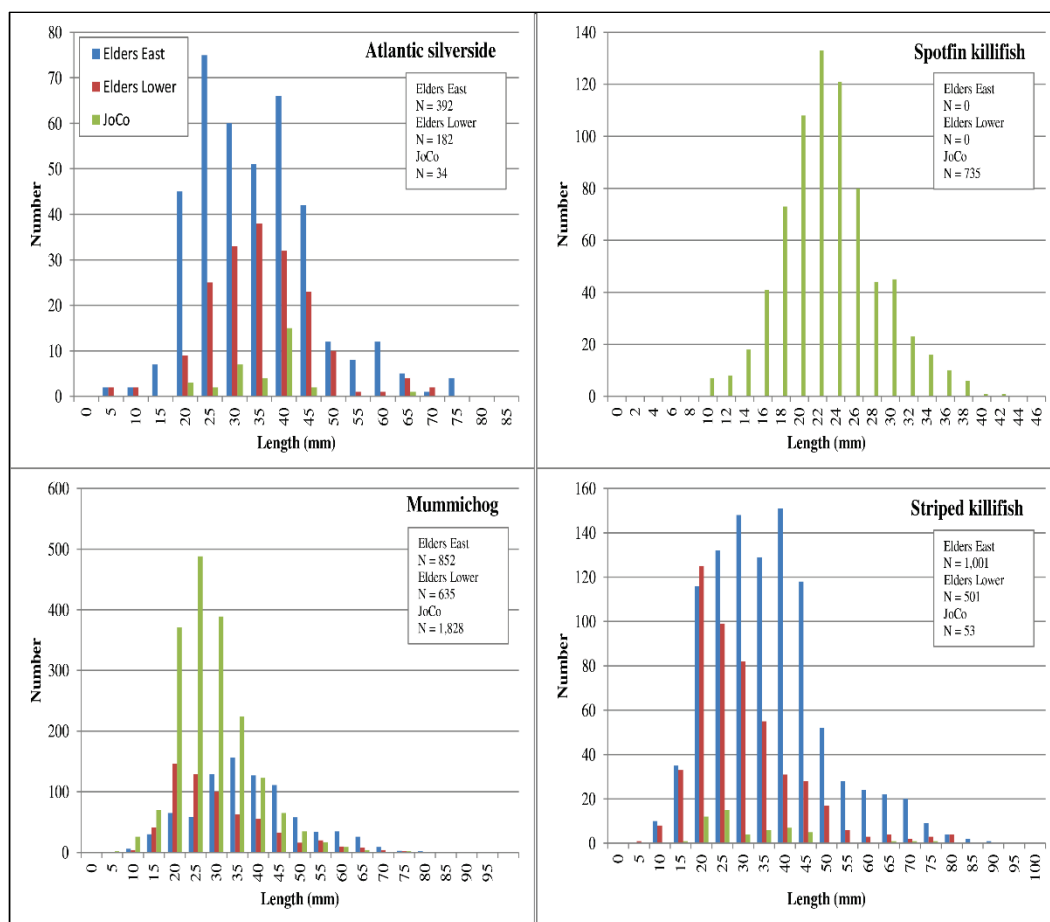 Atlantic silverside
Elders East
Elders Lower
JoCo
Elders East
N = 392
Elders Lower
N = 182
JoCo
N = 34
Number
80
70
60
50
40
30
20
10
0
0 5 10 15 20 25 30 35 40 45 50 55 60 65 70 75 80 85
Length (mm)
Spotfin killifish
Elders East
N = 0
Elders Lower
N = 0
JoCo
N = 735
Number
140
120
100
80
60
40
20
0
0 2 4 6 8 10 12 14 16 18 20 22 24 26 28 30 32 34 36 38 40 42 44 46
Length (mm)
Mummichog
Elders East
N = 852
Elders Lower
N = 635
JoCo
N = 1,828
Number
600
500
400
300
200
100
0
0 5 10 15 20 25 30 35 40 45 50 55 60 65 70 75 80 85 90 95
Length (mm)
Striped killifish
Elders East
N = 1,001
Elders Lower
N = 501
JoCo
N = 53
Number
160
140
120
100
80
60
40
20
0
0 5 10 15 20 25 30 35 40 45 50 55 60 65 70 75 80 85 90 95 100
Length (mm)